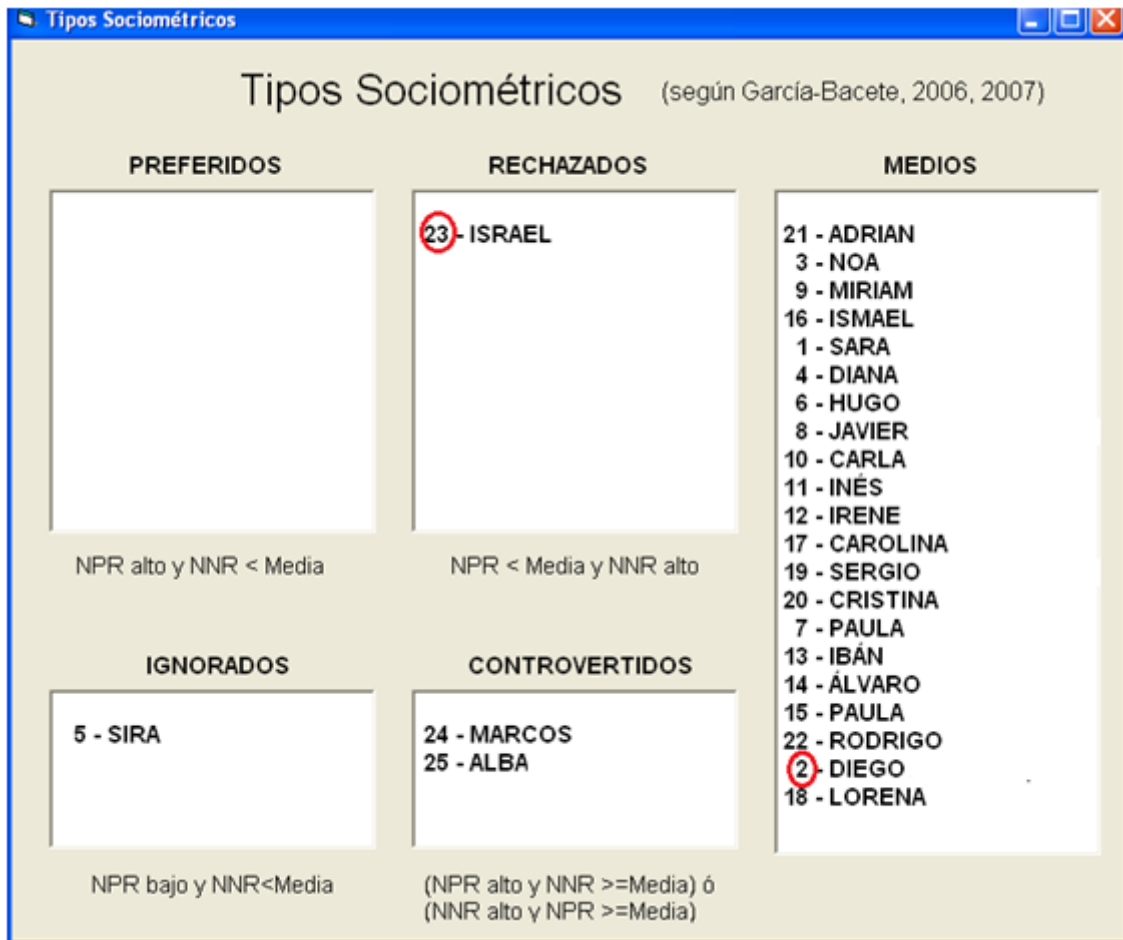 Tipos Sociométricos
Tipos Sociométricos (según García-Bacete, 2006, 2007)
PREFERIDOS
NPR alto y NNR < Media
RECHAZADOS
23 - ISRAEL
NPR < Media y NNR alto
MEDIOS
21 - ADRIAN
3 - NOA
9 - MIRIAM
16 - ISMAEL
1 - SARA
4 - DIANA
6 - HUGO
8 - JAVIER
10 - CARLA
11 - INÉS
12 - IRENE
17 - CAROLINA
19 - SERGIO
20 - CRISTINA
7 - PAULA
13 - IBÁN
14 - ÁLVARO
15 - PAULA
22 - RODRIGO
2 - DIEGO
18 - LORENA
IGNORADOS
5 - SIRA
NPR bajo y NNR<Media
CONTROVERTIDOS
24 - MARCOS
25 - ALBA
(NPR alto y NNR >=Media) ó
(NNR alto y NPR >=Media)